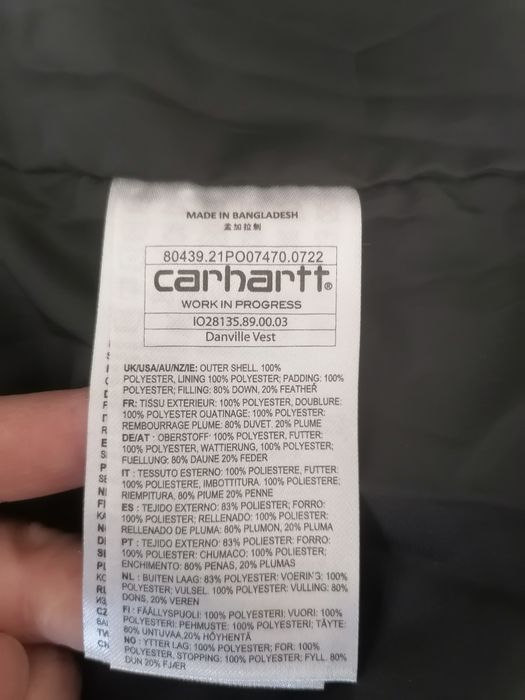 MADE IN BANGLADESH
孟加拉制
80439.21PO07470.0722
carhartt®
WORK IN PROGRESS
IO28135.89.00.03
Danville Vest
UK/USA/AU/NZ/IE: OUTER SHELL. 100%
POLYESTER, LINING 100% POLYESTER; PADDING: 100%
POLYESTER; FILLING: 80% DOWN, 20% FEATHER
FR: TISSU EXTERIEUR: 100% POLYESTER, DOUBLURE:
100% POLYESTER OUATINAGE: 100% POLYESTER;
REMBOURRAGE PLUME: 80% DUVET. 20% PLUME
DE/AT : OBERSTOFF: 100% POLYESTER, FUTTER:
100% POLYESTER, WATTIERUNG, 100% POLYESTER;
FUELLUNG: 80% DAUNE 20% FEDER
IT : TESSUTO ESTERNO: 100% POLIESTERE, FUTTER:
100% POLIESTERE, IMBOTTITURA. 100% POLIESTERE;
RIEMPITURA, 80% PIUME 20% PENNE
ES : TEJIDO EXTERNO: 83% POLIESTER; FORRO:
100% POLIESTER; RELLENADO: 100% POLIESTER;
RELLENADO DE PLUMA: 80% PLUMON, 20% PLUMA
PT : TEJIDO EXTERNO: 83% POLIESTER: FORRO:
100% POLIESTER: CHUMACO: 100% POLIESTER;
ENCHIMENTO: 80% PENAS, 20% PLUMAS
NL : BUITEN LAAG: 83% POLYESTER: VOERING: 100%
POLYESTER; VULSEL. 100% POLYESTER: VULLING: 80%
DONS, 20% VEREN
FI : FÄÄLLYSPUOLI: 100% POLYESTERI; VUORI: 100%
POLYESTERI: PEHMUSTE: 100% POLYESTERI; TÄYTE:
80% UNTUVAA,20% HÖYHENTÄ
NO : YTTER LAG: 100% POLYESTER; FOR: 100%
POLYESTER, STOPPING: 100% POLYESTER; FYLL. 80%
DUN 20% FJÆR